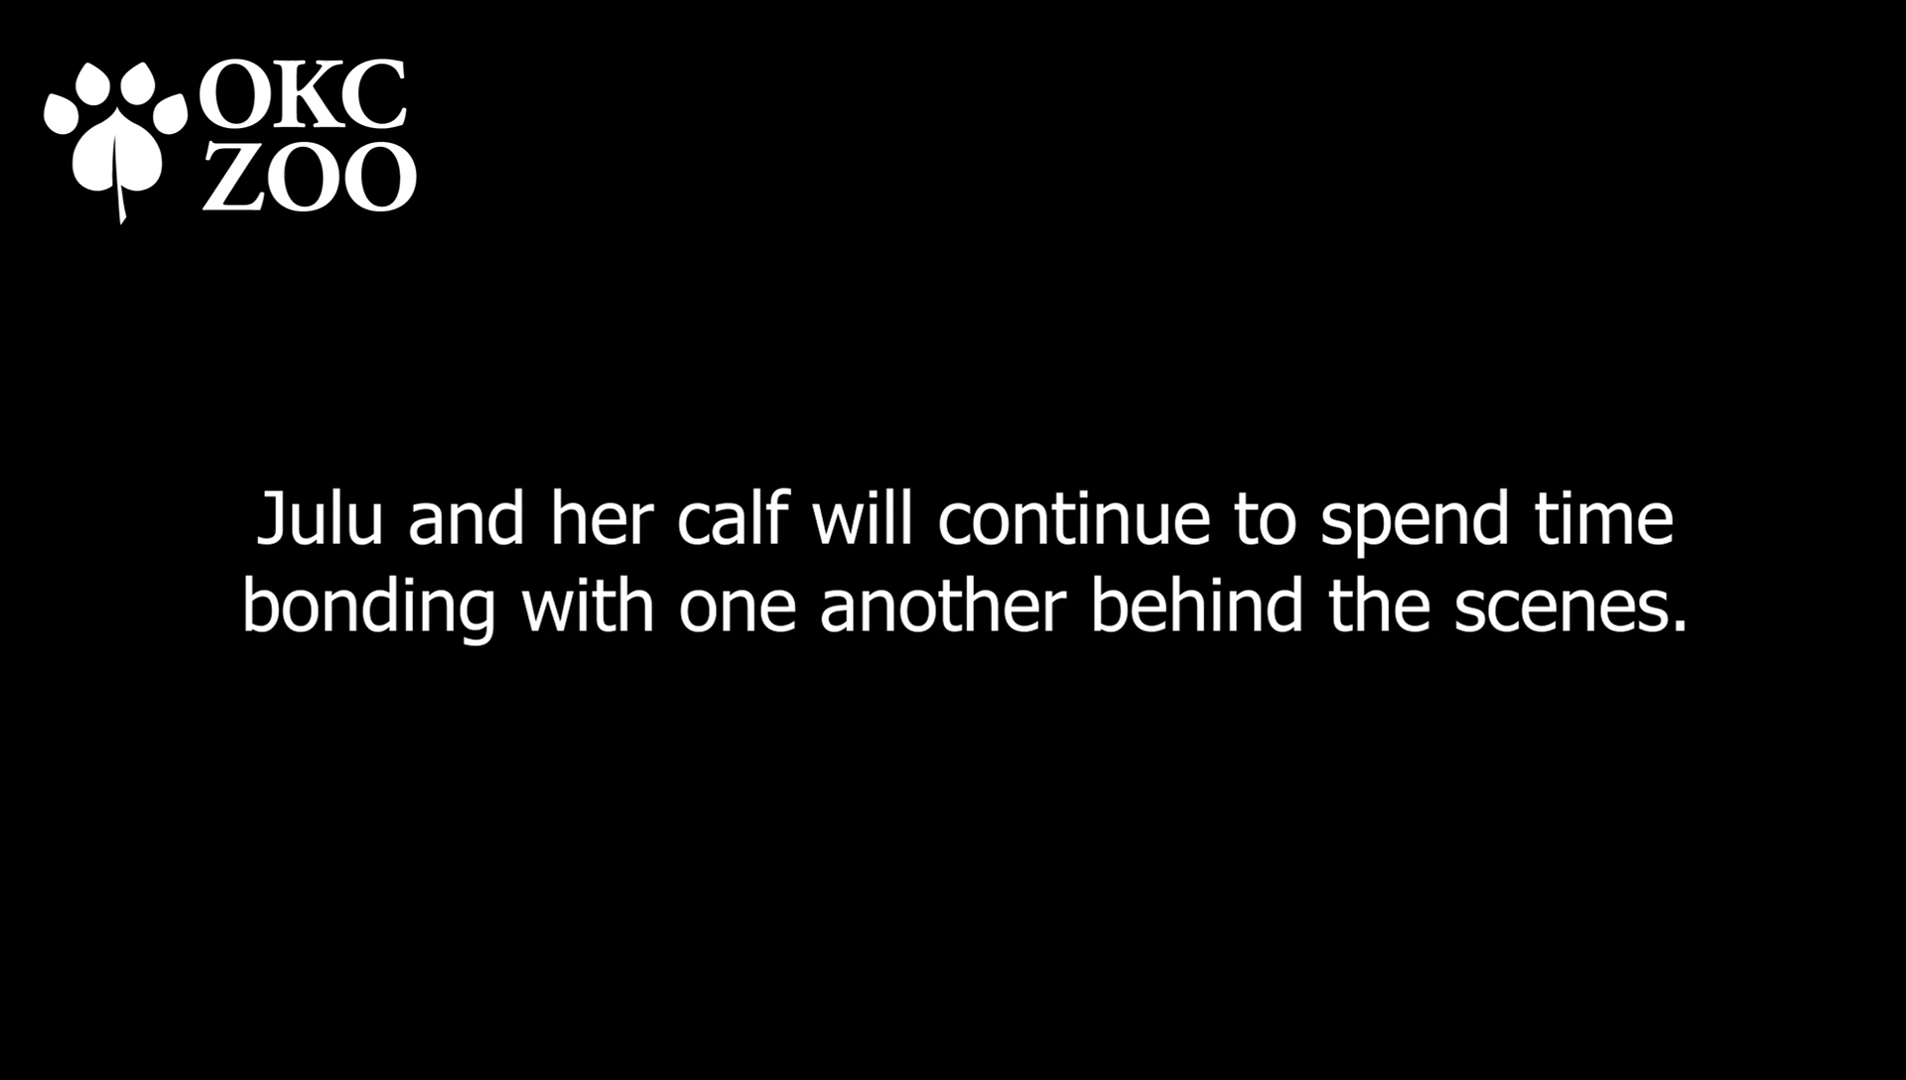 OKC
ZOO
Julu and her calf will continue to spend time
bonding with one another behind the scenes.